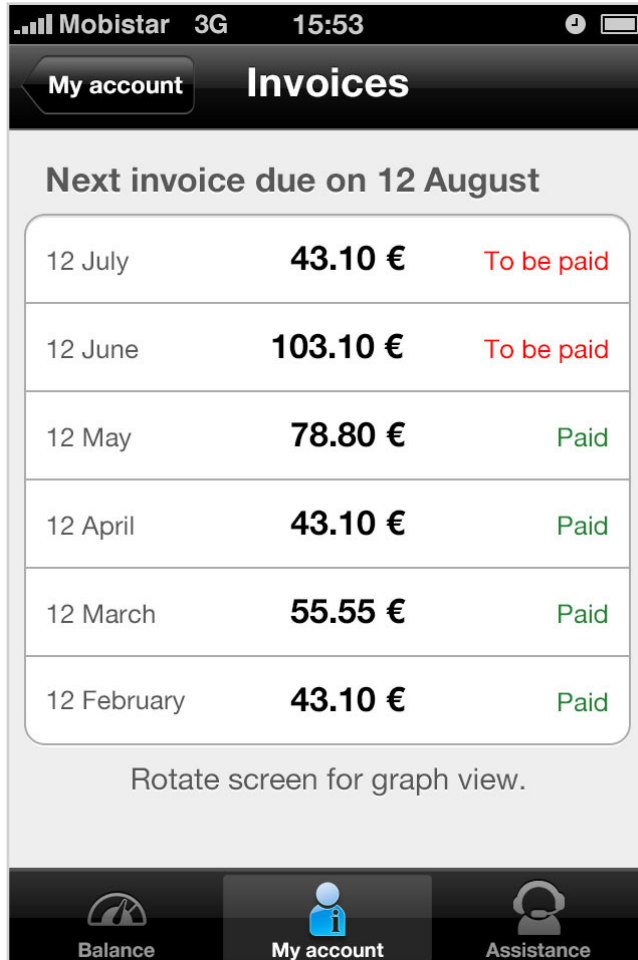 Mobistar 3G 15:53
My account Invoices
Next invoice due on 12 August
12 July 43.10 € To be paid
12 June 103.10 € To be paid
12 May 78.80 € Paid
12 April 43.10 € Paid
12 March 55.55 € Paid
12 February 43.10 € Paid
Rotate screen for graph view.
Balance My account Assistance